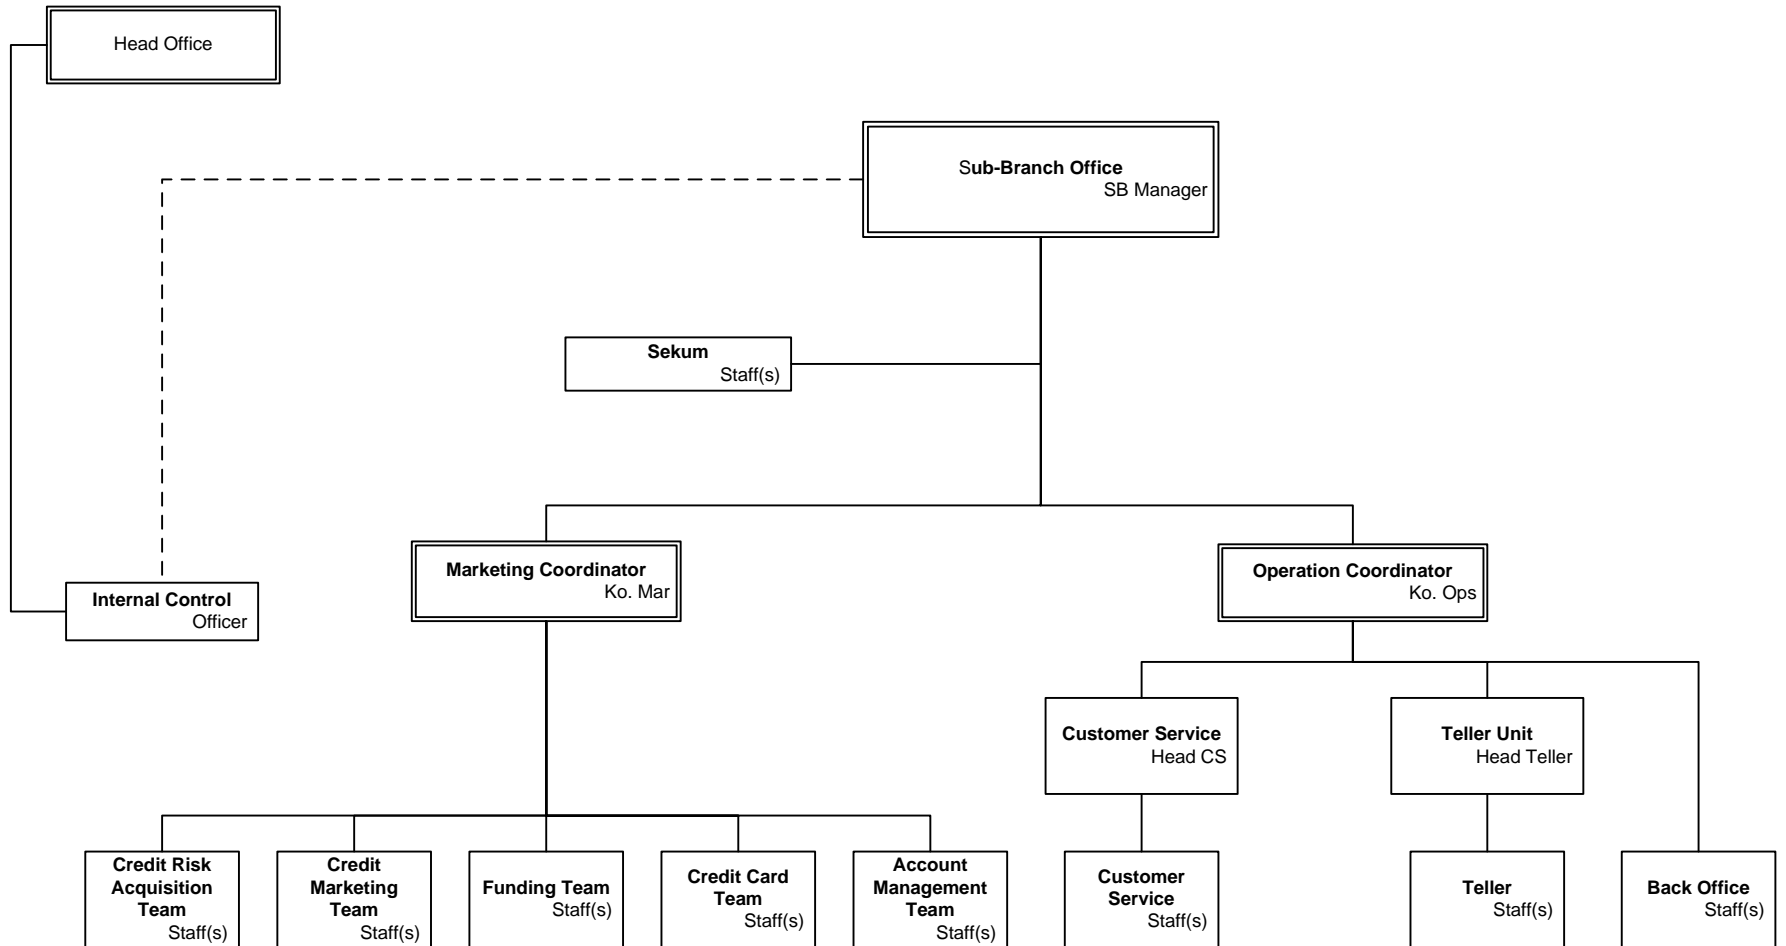 Head Office
Sub-Branch Office
SB Manager
Sekum
Staff(s)
Marketing Coordinator
Ko. Mar
Operation Coordinator
Ko. Ops
Internal Control
Officer
Customer Service
Head CS
Teller Unit
Head Teller
Credit Risk
Acquisition
Team
Staff(s)
Credit
Marketing
Team
Staff(s)
Funding Team
Staff(s)
Credit Card
Team
Staff(s)
Account
Management
Team
Staff(s)
Customer
Service
Staff(s)
Teller
Staff(s)
Back Office
Staff(s)